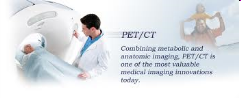 PET/CT
Combining metabolic and
anatomic imaging, PET/CT is
one of the most valuable
medical imaging innovations
today.